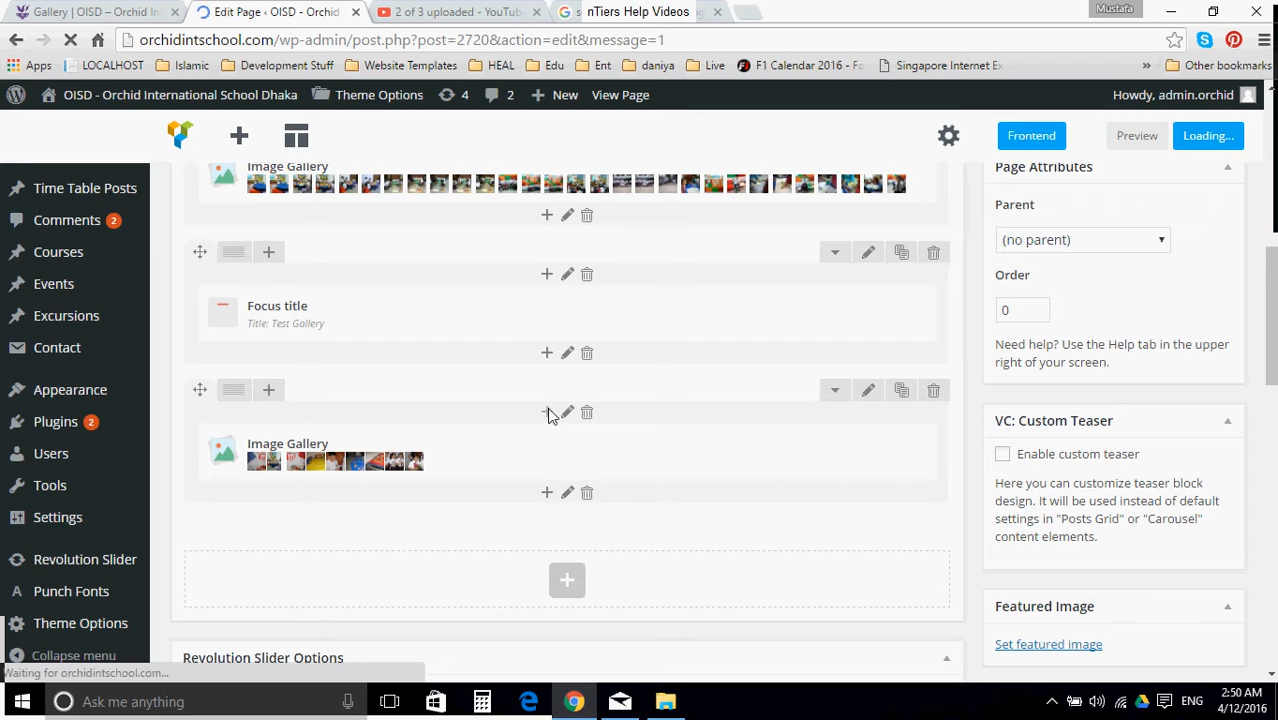 Gallery | OISD – Orchid Int
Edit Page ‹ OISD - Orchid
2 of 3 uploaded - YouTub
nTiers Help Videos
Mustafa
orchidintschool.com/wp-admin/post.php?post=2720&action=edit&message=1
Apps LOCALHOST Islamic Development Stuff Website Templates HEAL Edu Ent daniya Live F1 Calendar 2016 - Fo Singapore Internet Ex » Other bookmarks
OISD - Orchid International School Dhaka Theme Options 4 2 New View Page Howdy, admin.orchid
Frontend Preview Loading...
Time Table Posts
Comments 2
Courses
Events
Excursions
Contact
Appearance
Plugins 2
Users
Tools
Settings
Revolution Slider
Punch Fonts
Theme Options
Collapse menu
Image Gallery
Focus title
Title: Test Gallery
Image Gallery
Revolution Slider Options
Page Attributes
Parent
(no parent)
Order
0
Need help? Use the Help tab in the upper
right of your screen.
VC: Custom Teaser
Enable custom teaser
Here you can customize teaser block
design. It will be used instead of default
settings in "Posts Grid" or "Carousel"
content elements.
Featured Image
Set featured image
Waiting for orchidintschool.com...
Ask me anything
ENG
2:50 AM
4/12/2016